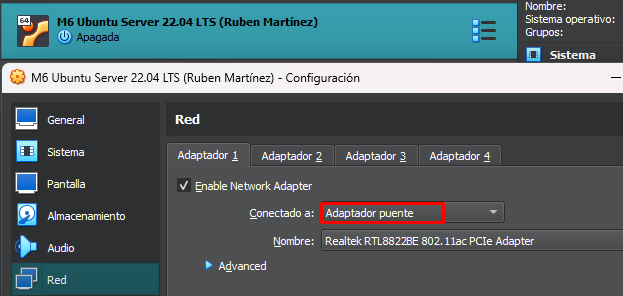 64
M6 Ubuntu Server 22.04 LTS (Ruben Martínez)
Apagada
Nombre:
Sistema operativo:
Grupos:
Sistema
M6 Ubuntu Server 22.04 LTS (Ruben Martínez) - Configuración
General
Sistema
Pantalla
Almacenamiento
Audio
Red
Red
Adaptador 1
Adaptador 2
Adaptador 3
Adaptador 4
Enable Network Adapter
Conectado a: Adaptador puente
Nombre: Realtek RTL8822BE 802.11ac PCIe Adapter
Advanced